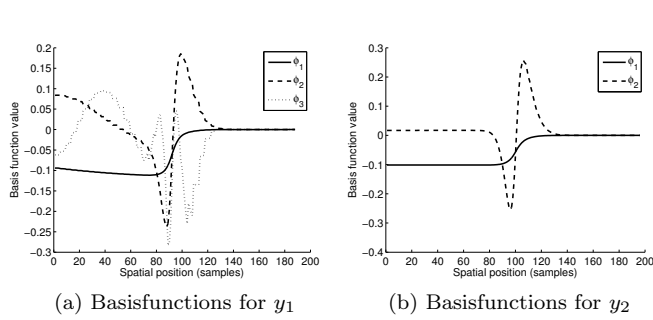 0.2
0.15
0.1
0.05
0
−0.05
−0.1
−0.15
−0.2
−0.25
−0.3
Basis function value
0 20 40 60 80 100 120 140 160 180 200
Spatial position (samples)
ϕ1
ϕ2
ϕ3
(a) Basisfunctions for y1
0.3
0.2
0.1
0
−0.1
−0.2
−0.3
−0.4
Basis function value
0 20 40 60 80 100 120 140 160 180 200
Spatial position (samples)
ϕ1
ϕ2
(b) Basisfunctions for y2